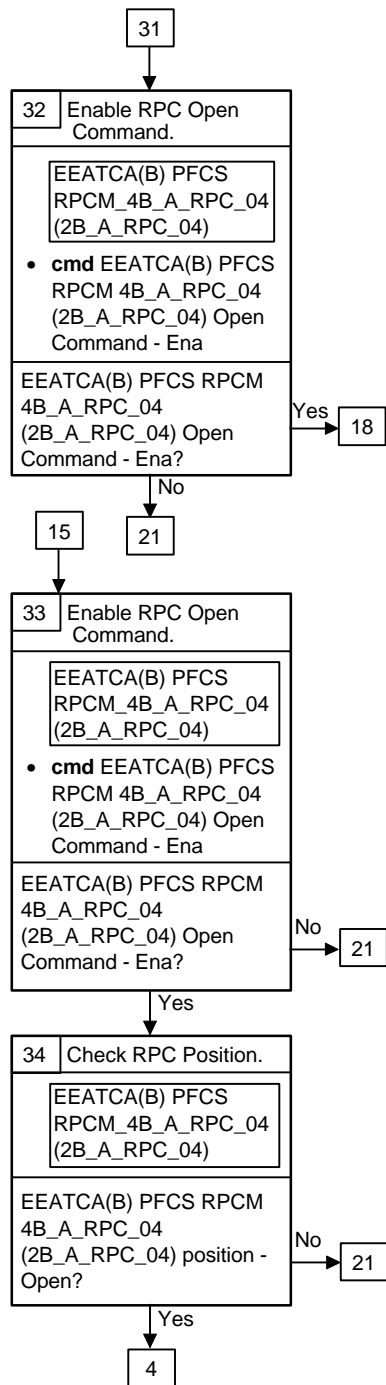 31
32 Enable RPC Open
Command.
EEATCA(B) PFCS
RPCM_4B_A_RPC_04
(2B_A_RPC_04)
• cmd EEATCA(B) PFCS
RPCM 4B_A_RPC_04
(2B_A_RPC_04) Open
Command - Ena
EEATCA(B) PFCS RPCM
4B_A_RPC_04
(2B_A_RPC_04) Open
Command - Ena?
Yes
18
No
21
15
33 Enable RPC Open
Command.
EEATCA(B) PFCS
RPCM_4B_A_RPC_04
(2B_A_RPC_04)
• cmd EEATCA(B) PFCS
RPCM 4B_A_RPC_04
(2B_A_RPC_04) Open
Command - Ena
EEATCA(B) PFCS RPCM
4B_A_RPC_04
(2B_A_RPC_04) Open
Command - Ena?
No
21
Yes
34 Check RPC Position.
EEATCA(B) PFCS
RPCM_4B_A_RPC_04
(2B_A_RPC_04)
EEATCA(B) PFCS RPCM
4B_A_RPC_04
(2B_A_RPC_04) position -
Open?
No
21
Yes
4